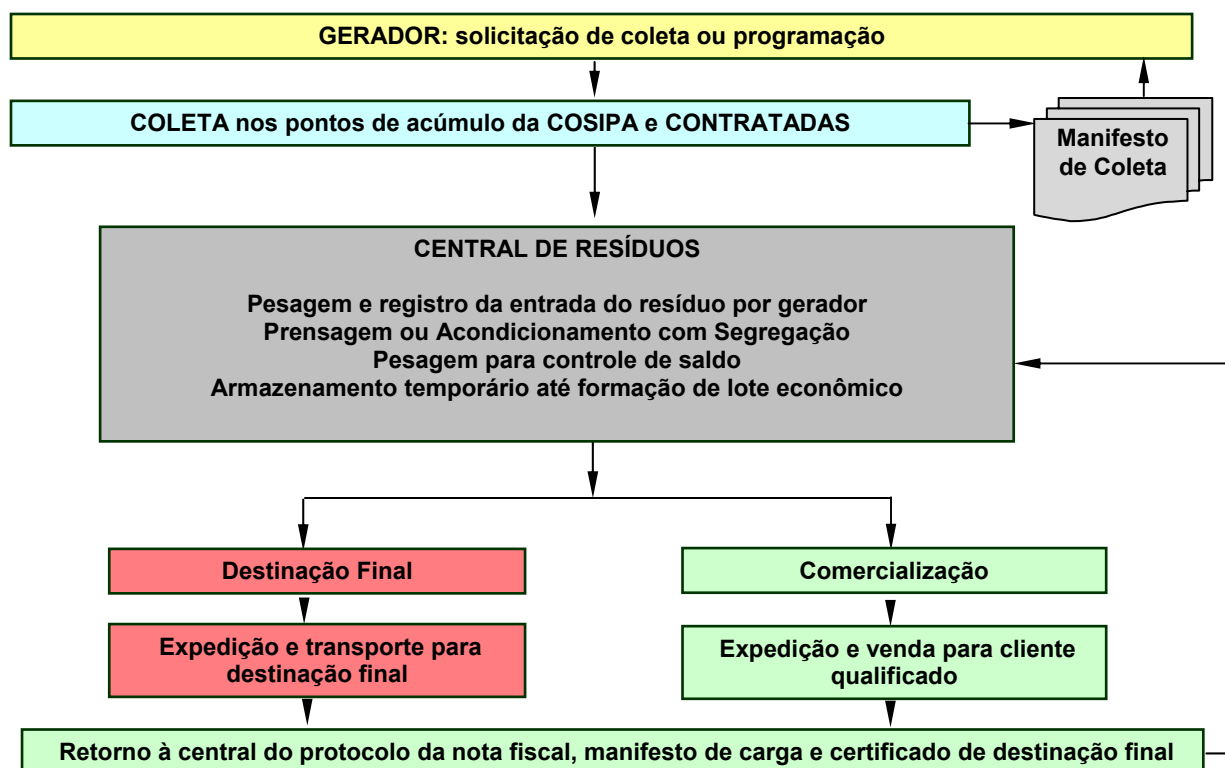 GERADOR: solicitação de coleta ou programação
COLETA nos pontos de acúmulo da COSIPA e CONTRATADAS
Manifesto
de Coleta
CENTRAL DE RESÍDUOS
Pesagem e registro da entrada do resíduo por gerador
Prensagem ou Acondicionamento com Segregação
Pesagem para controle de saldo
Armazenamento temporário até formação de lote econômico
Destinação Final
Comercialização
Expedição e transporte para
destinação final
Expedição e venda para cliente
qualificado
Retorno à central do protocolo da nota fiscal, manifesto de carga e certificado de destinação final